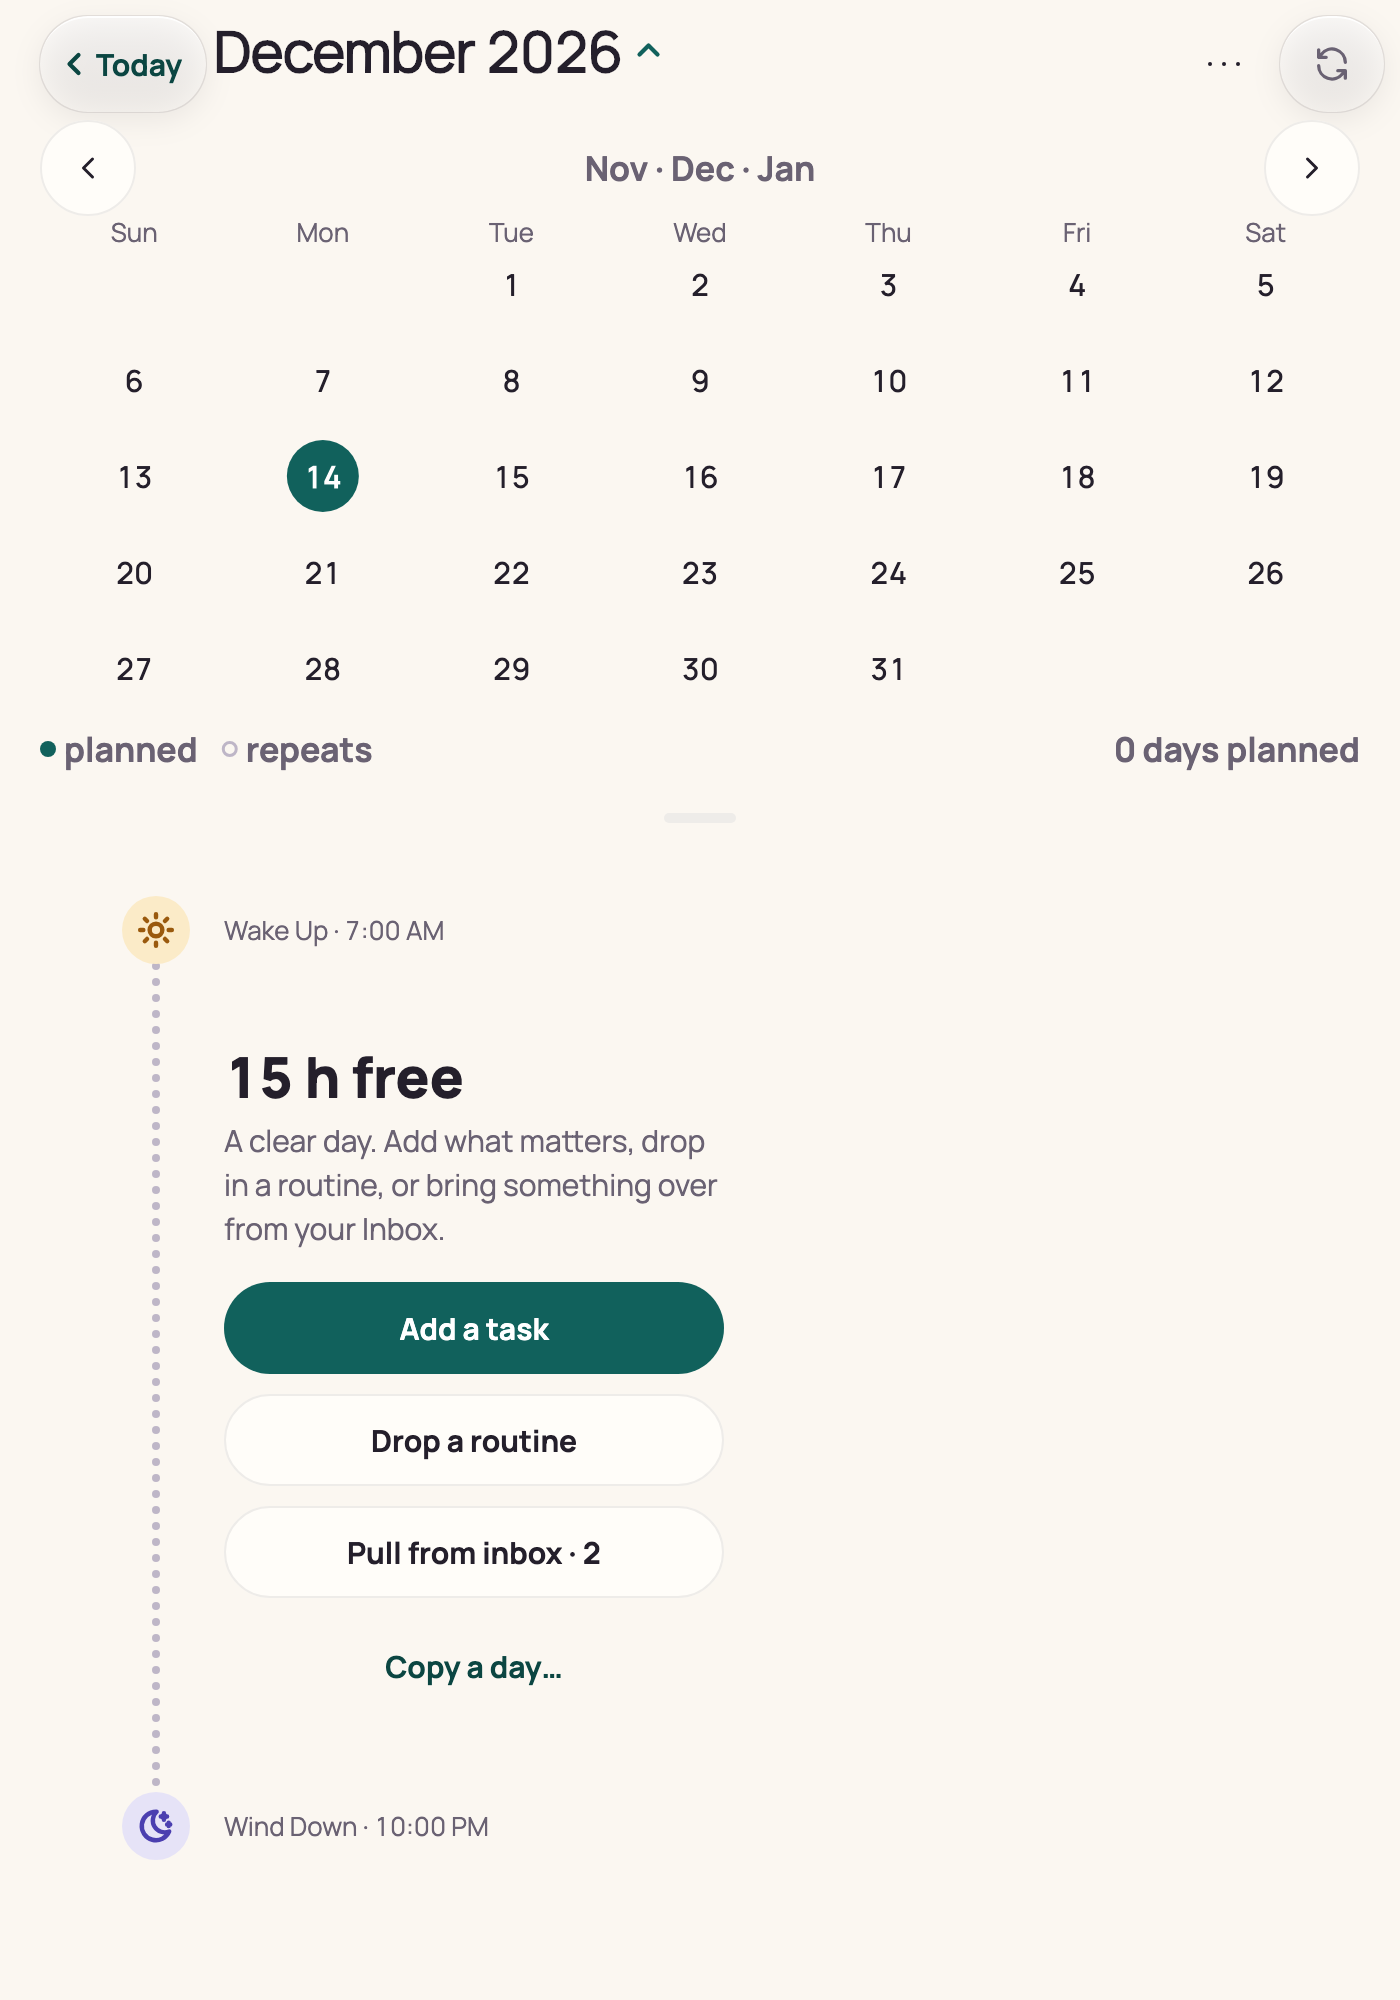 Today December 2026
...
Nov · Dec · Jan
Sun Mon Tue Wed Thu Fri Sat
1 2 3 4 5
6 7 8 9 10 11 12
13 14 15 16 17 18 19
20 21 22 23 24 25 26
27 28 29 30 31
planned repeats 0 days planned
Wake Up · 7:00 AM
15 h free
A clear day. Add what matters, drop
in a routine, or bring something over
from your Inbox.
Add a task
Drop a routine
Pull from inbox · 2
Copy a day...
Wind Down · 10:00 PM